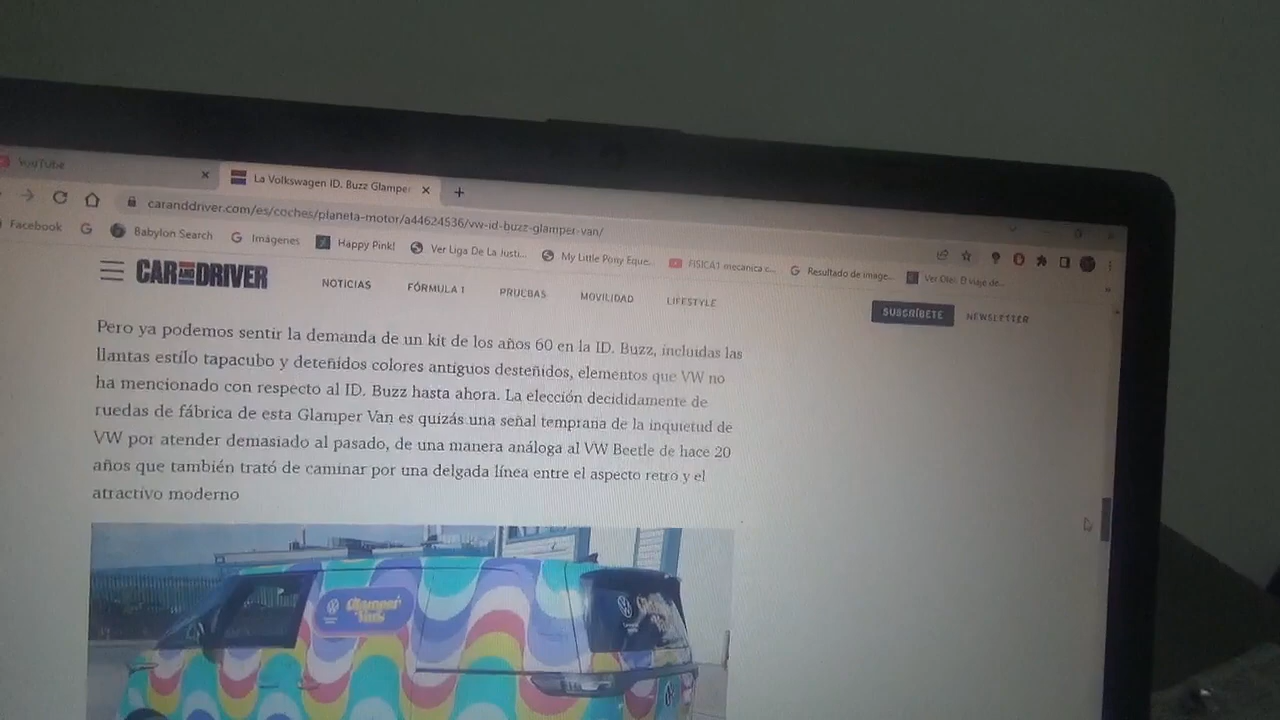 YouTube
La Volkswagen ID. Buzz Glamper
caranddriver.com/es/coches/planeta-motor/a44624536/vw-id-buzz-glamper-van/
Facebook
Babylon Search
Imágenes
Happy Pink!
Ver Liga De La Justi...
My Little Pony Eque...
FISICA1 mecanica c...
Resultado de image...
Ver El viaje de...
CAR AND DRIVER
NOTICIAS
FÓRMULA 1
PRUEBAS
MOVILIDAD
LIFESTYLE
SUSCRÍBETE
NEWSLETTER
Pero ya podemos sentir la demanda de un kit de los años 60 en la ID. Buzz, incluidas las
llantas estilo tapacubo y deteñidos colores antiguos desteñidos, elementos que VW no
ha mencionado con respecto al ID. Buzz hasta ahora. La elección decididamente de
ruedas de fábrica de esta Glamper Van es quizás una señal temprana de la inquietud de
VW por atender demasiado al pasado, de una manera análoga al VW Beetle de hace 20
años que también trató de caminar por una delgada línea entre el aspecto retro y el
atractivo moderno
Glamper
Van